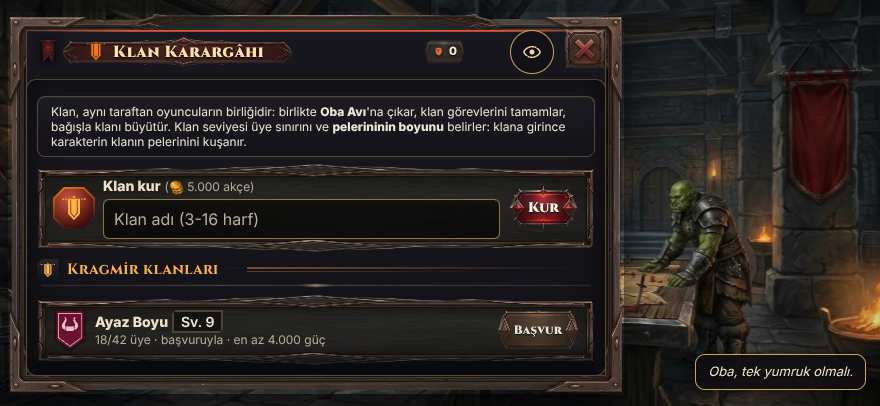 KLAN KARARGÂHI
0
Klan, aynı taraftan oyuncuların birliğidir: birlikte Oba Avı'na çıkar, klan görevlerini tamamlar,
bağışla klanı büyütür. Klan seviyesi üye sınırını ve pelerininin boyunu belirler: klana girince
karakterin klanın pelerinini kuşanır.
Klan kur (5.000 akçe)
Klan adı (3-16 harf)
KUR
KRAGMİR KLANLARI
Ayaz Boyu Sv. 9
18/42 üye · başvuruyla · en az 4.000 güç
BAŞVUR
Oba, tek yumruk olmalı.